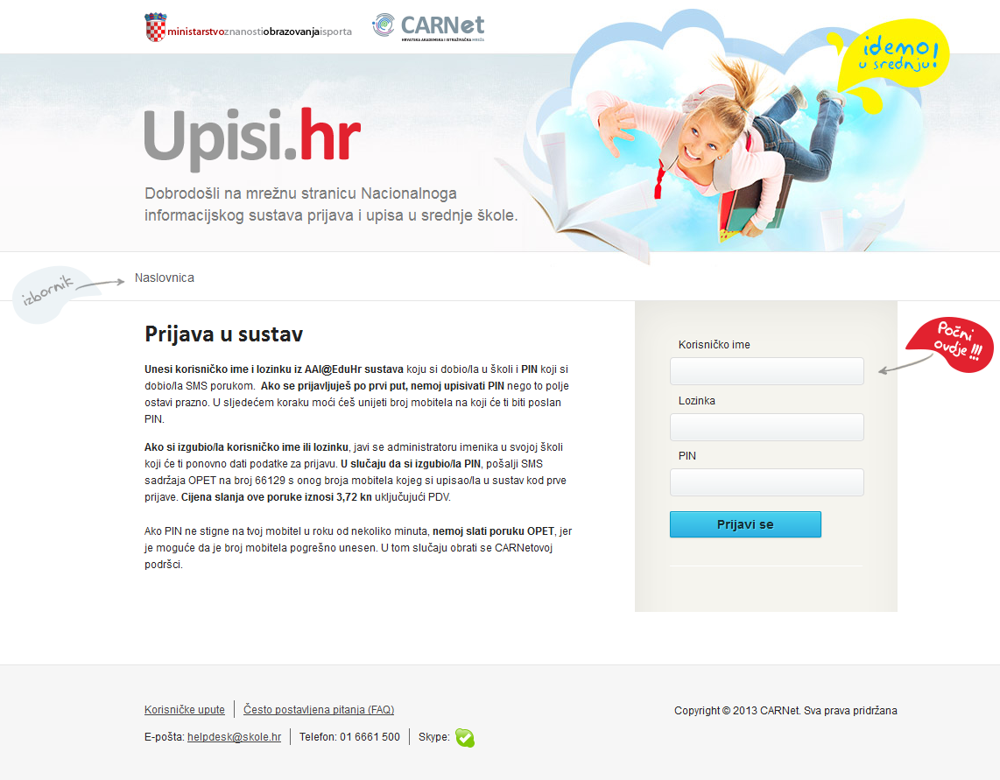 ministarstvoznanostiobrazovanjaisporta
CARNet
HRVATSKA AKADEMSKA I ISTRAŽIVAČKA MREŽA
idemo
u srednju!
Upisi.hr
Dobrodošli na mrežnu stranicu Nacionalnoga
informacijskog sustava prijava i upisa u srednje škole.
izbornik
Naslovnica
Prijava u sustav
Unesi korisničko ime i lozinku iz AAI@EduHr sustava koju si dobio/la u školi i PIN koji si
dobio/la SMS porukom. Ako se prijavljuješ po prvi put, nemoj upisivati PIN nego to polje
ostavi prazno. U sljedećem koraku moći ćeš unijeti broj mobitela na koji će ti biti poslan
PIN.
Ako si izgubio/la korisničko ime ili lozinku, javi se administratoru imenika u svojoj školi
koji će ti ponovno dati podatke za prijavu. U slučaju da si izgubio/la PIN, pošalji SMS
sadržaja OPET na broj 66129 s onog broja mobitela kojeg si upisao/la u sustav kod prve
prijave. Cijena slanja ove poruke iznosi 3,72 kn uključujući PDV.
Ako PIN ne stigne na tvoj mobitel u roku od nekoliko minuta, nemoj slati poruku OPET, jer
je moguće da je broj mobitela pogrešno unesen. U tom slučaju obrati se CARNetovoj
podršci.
Korisničko ime
Lozinka
PIN
Prijavi se
Počni
ovdje!!!
Korisničke upute
Često postavljena pitanja (FAQ)
Copyright © 2013 CARNet. Sva prava pridržana
E-pošta: helpdesk@skole.hr
Telefon: 01 6661 500
Skype: